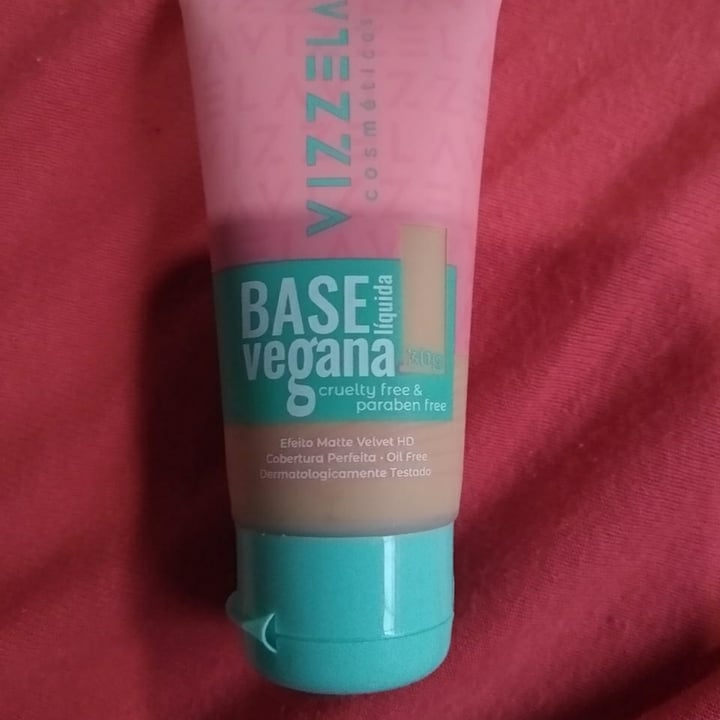 VIZZELA
cosméticos
BASE
líquida
vegana
30g
cruelty free &
paraben free
Efeito Matte Velvet HD
Cobertura Perfeita • Oil Free
Dermatologicamente Testado